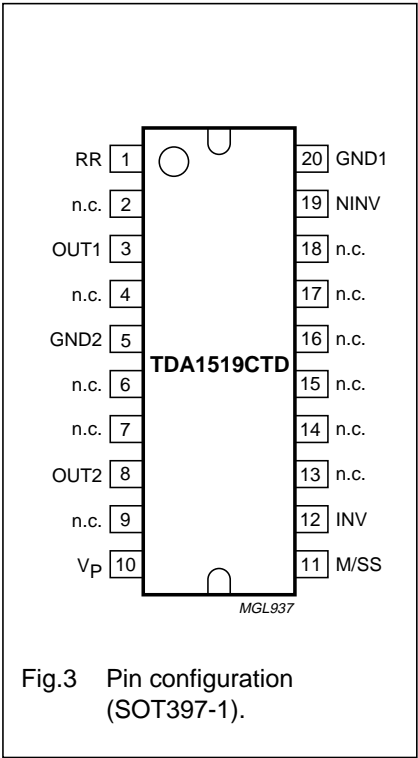 RR 1
n.c. 2
OUT1 3
n.c. 4
GND2 5
n.c. 6
n.c. 7
OUT2 8
n.c. 9
VP 10
TDA1519CTD
20 GND1
19 NINV
18 n.c.
17 n.c.
16 n.c.
15 n.c.
14 n.c.
13 n.c.
12 INV
11 M/SS
MGL937
Fig.3 Pin configuration
(SOT397-1).